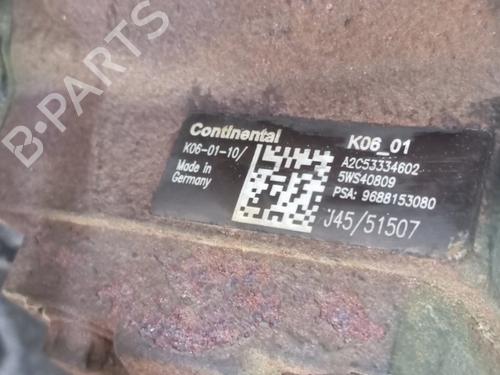 B-PARTS
Continental
K06_01
K06-01-10/
A2C53334602
Made in
Germany
5WS40809
PSA: 9688153080
J45/51507